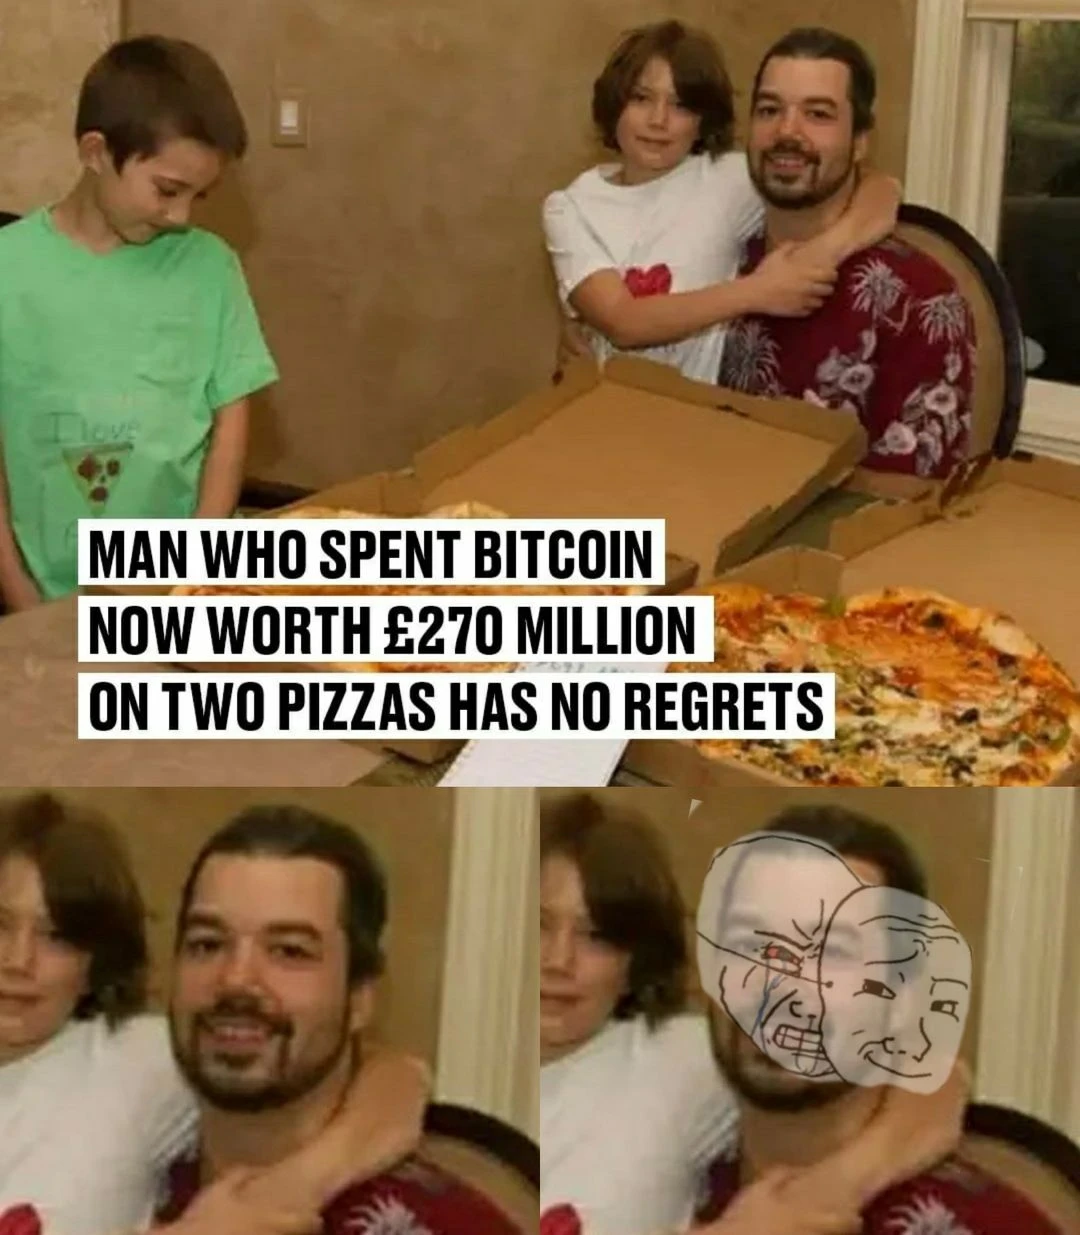 I love
MAN WHO SPENT BITCOIN
NOW WORTH £270 MILLION
ON TWO PIZZAS HAS NO REGRETS